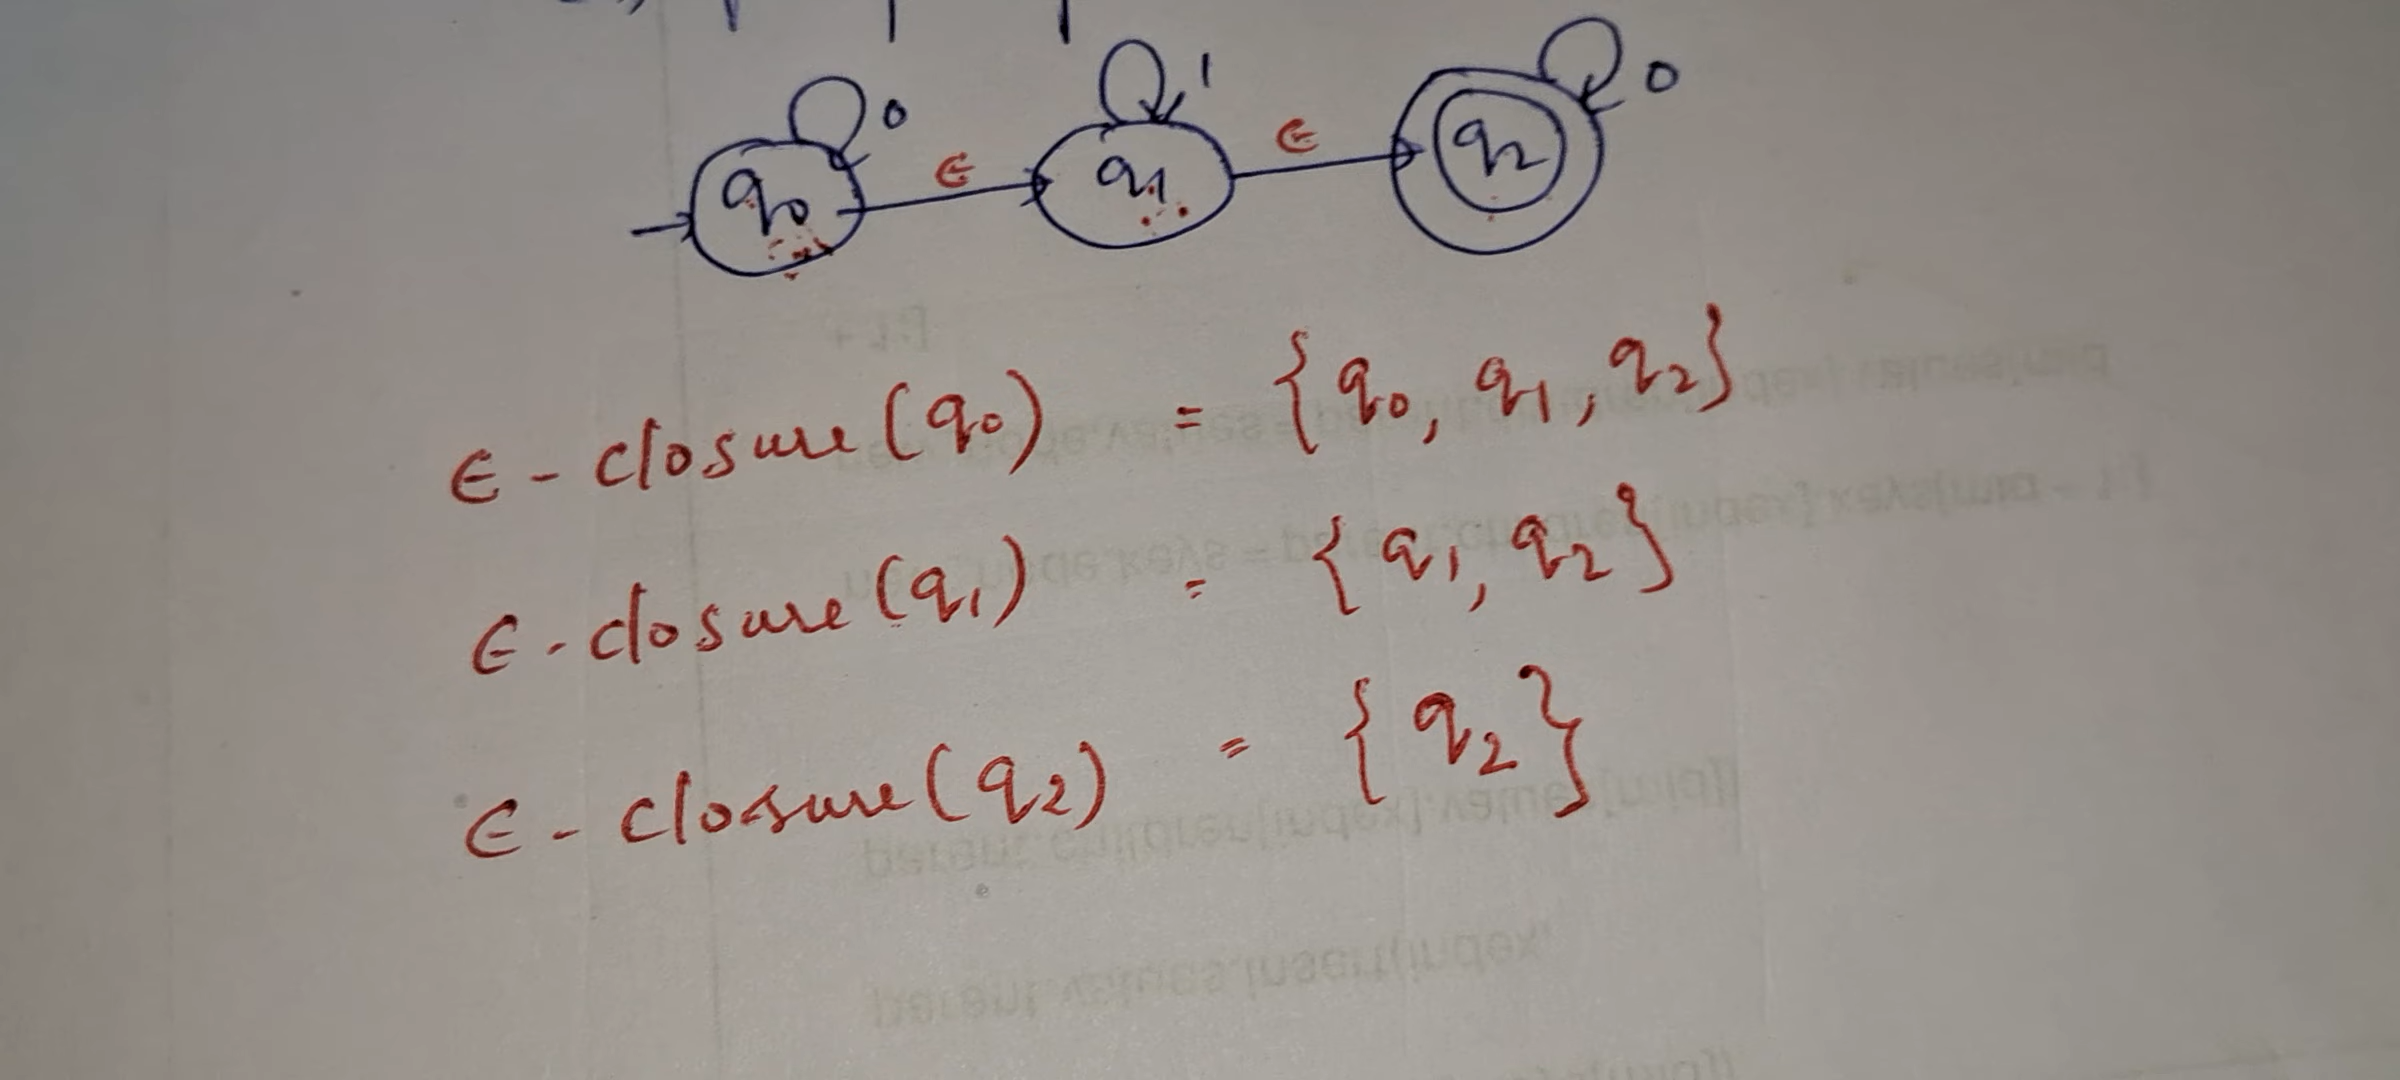 0 1 0
q0 ϵ q1 ϵ q2
ϵ - closure (q0) = {q0, q1, q2}
ϵ - closure (q1) = {q1, q2}
ϵ - closure (q2) = {q2}